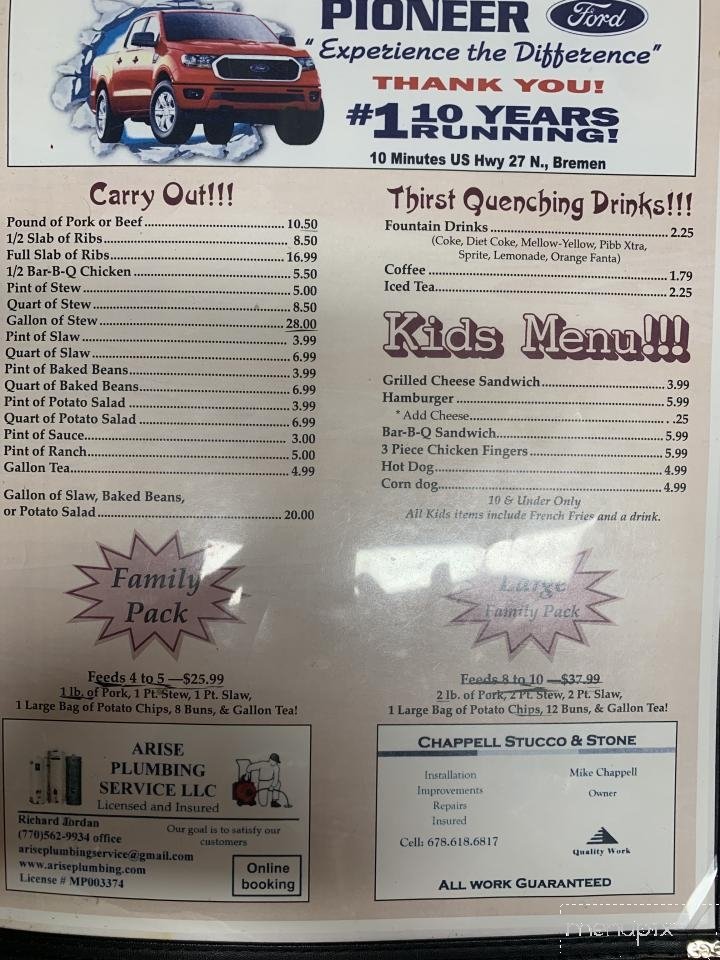 PIONEER Ford
"Experience the Difference"
THANK YOU!
#1 10 YEARS
RUNNING!
10 Minutes US Hwy 27 N., Bremen
Carry Out!!!
Pound of Pork or Beef 10.50
1/2 Slab of Ribs 8.50
Full Slab of Ribs 16.99
1/2 Bar-B-Q Chicken 5.50
Pint of Stew 5.00
Quart of Stew 8.50
Gallon of Stew 28.00
Pint of Slaw 3.99
Quart of Slaw 6.99
Pint of Baked Beans 3.99
Quart of Baked Beans 6.99
Pint of Potato Salad 3.99
Quart of Potato Salad 6.99
Pint of Sauce 3.00
Pint of Ranch 5.00
Gallon Tea 4.99
Gallon of Slaw, Baked Beans,
or Potato Salad 20.00
Family
Pack
Feeds 4 to 5 —$25.99
1 lb. of Pork, 1 Pt. Stew, 1 Pt. Slaw,
1 Large Bag of Potato Chips, 8 Buns, & Gallon Tea!
Thirst Quenching Drinks!!!
Fountain Drinks 2.25
(Coke, Diet Coke, Mellow-Yellow, Pibb Xtra,
Sprite, Lemonade, Orange Fanta)
Coffee 1.79
Iced Tea 2.25
Kids Menu!!!
Grilled Cheese Sandwich 3.99
Hamburger 5.99
* Add Cheese .25
Bar-B-Q Sandwich 5.99
3 Piece Chicken Fingers 5.99
Hot Dog 4.99
Corn dog 4.99
10 & Under Only
All Kids items include French Fries and a drink.
Large
Family Pack
Feeds 8 to 10 —$37.99
2 lb. of Pork, 2 Pt. Stew, 2 Pt. Slaw,
1 Large Bag of Potato Chips, 12 Buns, & Gallon Tea!
ARISE
PLUMBING
SERVICE LLC
Licensed and Insured
Richard Jordan
(770)562-9934 office
ariseplumbingservice@gmail.com
www.ariseplumbing.com
License # MP003374
Our goal is to satisfy our
customers
Online
booking
CHAPPELL STUCCO & STONE
Installation
Improvements
Repairs
Insured
Cell: 678.618.6817
Mike Chappell
Owner
Quality Work
ALL WORK GUARANTEED
menupix